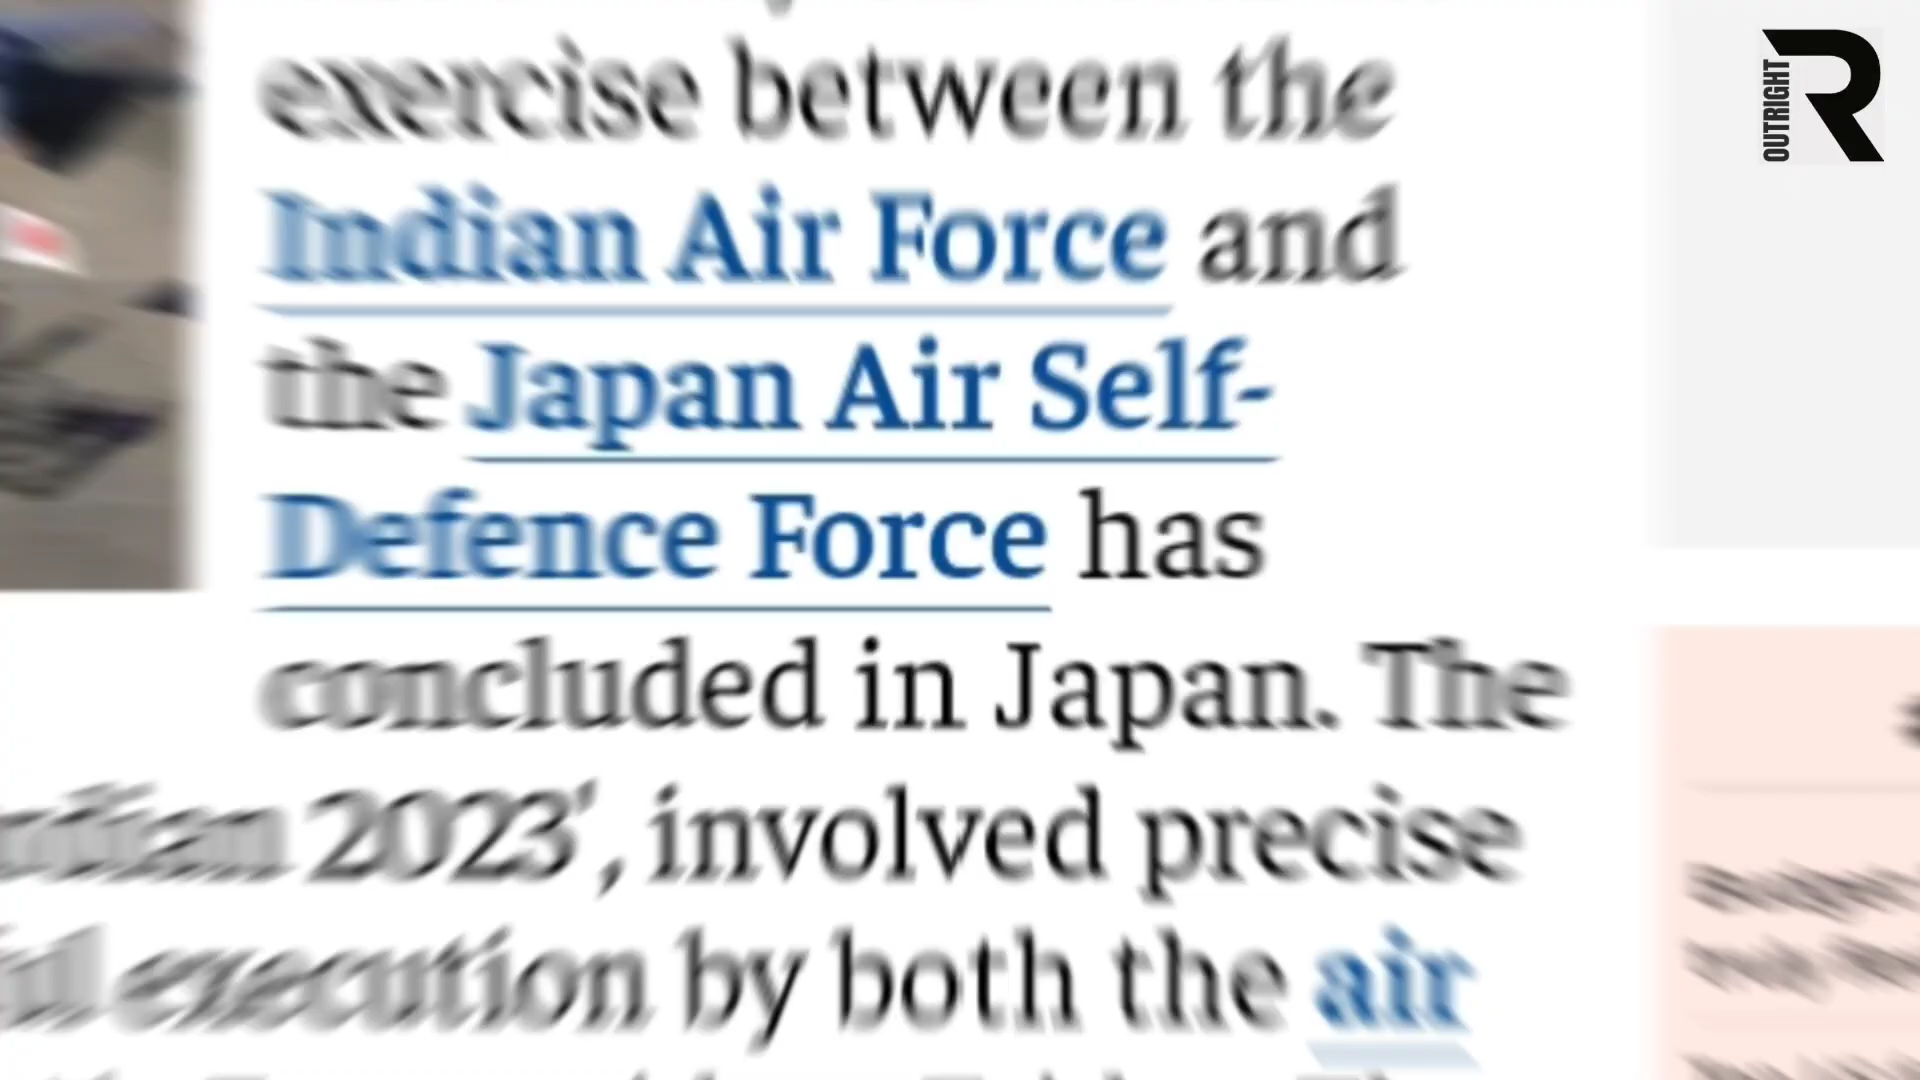 exercise between the
Indian Air Force and
the Japan Air Self-
Defence Force has
concluded in Japan. The
2023', involved precise
execution by both the air
OUTRIGHT
R